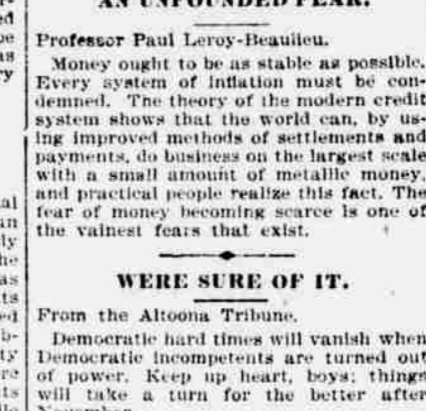 AN UNFOUNDED FEAR.
Professor Paul Leroy-Beaulieu.
Money ought to be as stable as possible.
Every system of inflation must be con-
demned. The theory of the modern credit
system shows that the world can, by us-
ing improved methods of settlements and
payments, do business on the largest scale
with a small amount of metallic money,
and practical people realize this fact. The
fear of money becoming scarce is one of
the vainest fears that exist.
WERE SURE OF IT.
From the Altoona Tribune.
Democratic hard times will vanish when
Democratic incompetents are turned out
of power. Keep up heart, boys; things
will take a turn for the better after
November.